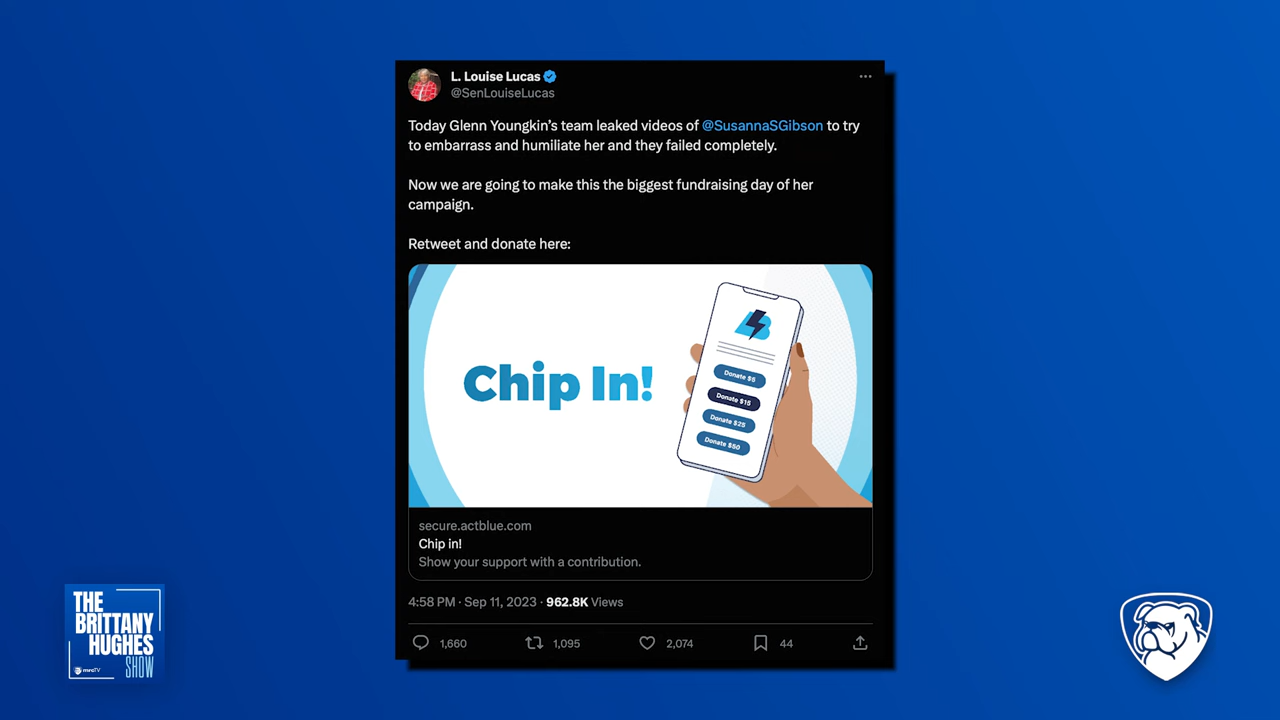 L. Louise Lucas
@SenLouiseLucas
Today Glenn Youngkin's team leaked videos of @SusannaSGibson to try
to embarrass and humiliate her and they failed completely.
Now we are going to make this the biggest fundraising day of her
campaign.
Retweet and donate here:
Chip In!
Donate $5
Donate $15
Donate $25
Donate $50
secure.actblue.com
Chip in!
Show your support with a contribution.
4:58 PM · Sep 11, 2023 · 962.8K Views
1,660 1,095 2,074 44
THE
BRITTANY
HUGHES
SHOW
mrcTV